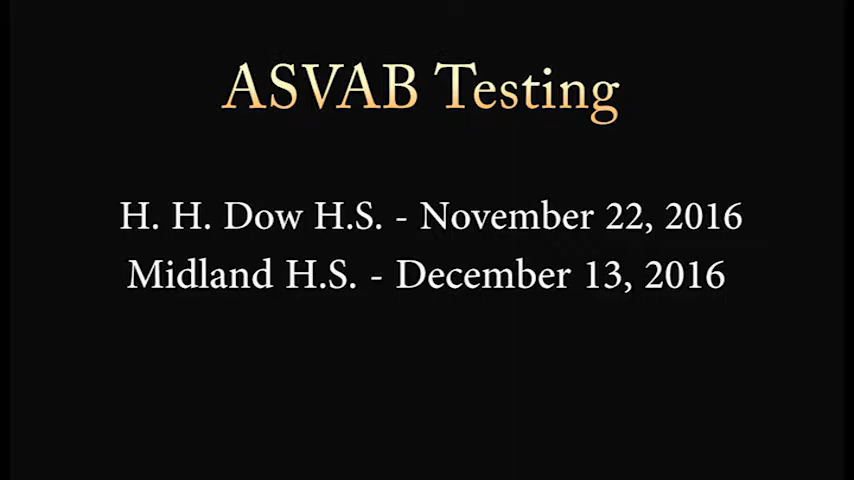 ASVAB Testing
H. H. Dow H.S. - November 22, 2016
Midland H.S. - December 13, 2016